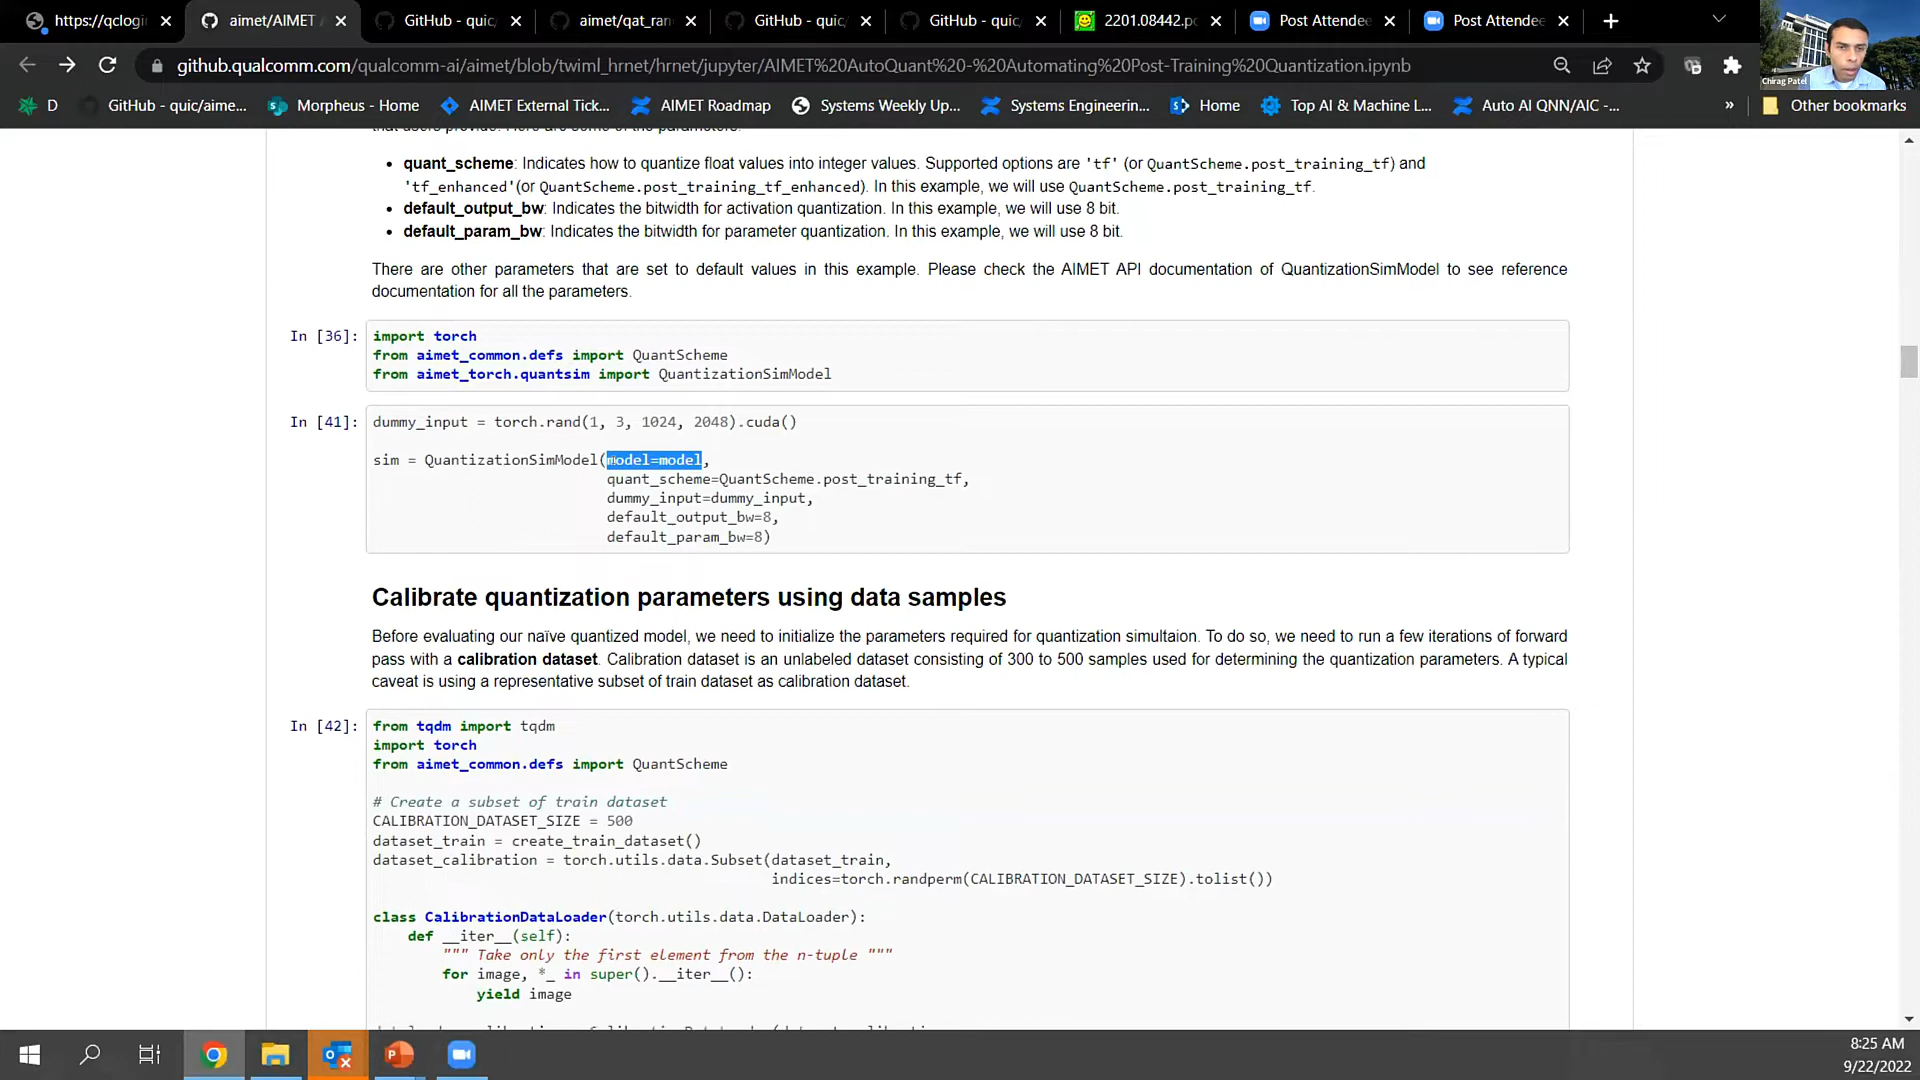 https://qclogi
aimet/AIMET
GitHub - quic/
aimet/qat_ran
GitHub - quic/
GitHub - quic/
2201.08442.p
Post Attende
Post Attende
github.qualcomm.com/qualcomm-ai/aimet/blob/twiml_hrnet/hrnet/jupyter/AIMET%20AutoQuant%20-%20Automating%20Post-Training%20Quantization.ipynb
Chirag Patel
D
GitHub - quic/aime...
Morpheus - Home
AIMET External Tick...
AIMET Roadmap
Systems Weekly Up...
Systems Engineerin...
Home
Top AI & Machine L...
Auto AI QNN/AIC -...
»
Other bookmarks
that users provide. Here are some of the parameters.
• quant_scheme: Indicates how to quantize float values into integer values. Supported options are 'tf' (or QuantScheme.post_training_tf) and
'tf_enhanced'(or QuantScheme.post_training_tf_enhanced). In this example, we will use QuantScheme.post_training_tf.
• default_output_bw: Indicates the bitwidth for activation quantization. In this example, we will use 8 bit.
• default_param_bw: Indicates the bitwidth for parameter quantization. In this example, we will use 8 bit.
There are other parameters that are set to default values in this example. Please check the AIMET API documentation of QuantizationSimModel to see reference
documentation for all the parameters.
In [36]:
import torch
from aimet_common.defs import QuantScheme
from aimet_torch.quantsim import QuantizationSimModel
In [41]:
dummy_input = torch.rand(1, 3, 1024, 2048).cuda()
sim = QuantizationSimModel(model=model,
quant_scheme=QuantScheme.post_training_tf,
dummy_input=dummy_input,
default_output_bw=8,
default_param_bw=8)
Calibrate quantization parameters using data samples
Before evaluating our naïve quantized model, we need to initialize the parameters required for quantization simultaion. To do so, we need to run a few iterations of forward
pass with a calibration dataset. Calibration dataset is an unlabeled dataset consisting of 300 to 500 samples used for determining the quantization parameters. A typical
caveat is using a representative subset of train dataset as calibration dataset.
In [42]:
from tqdm import tqdm
import torch
from aimet_common.defs import QuantScheme
# Create a subset of train dataset
CALIBRATION_DATASET_SIZE = 500
dataset_train = create_train_dataset()
dataset_calibration = torch.utils.data.Subset(dataset_train,
indices=torch.randperm(CALIBRATION_DATASET_SIZE).tolist())
class CalibrationDataLoader(torch.utils.data.DataLoader):
def __iter__(self):
""" Take only the first element from the n-tuple """
for image, *_ in super().__iter__():
yield image
8:25 AM
9/22/2022